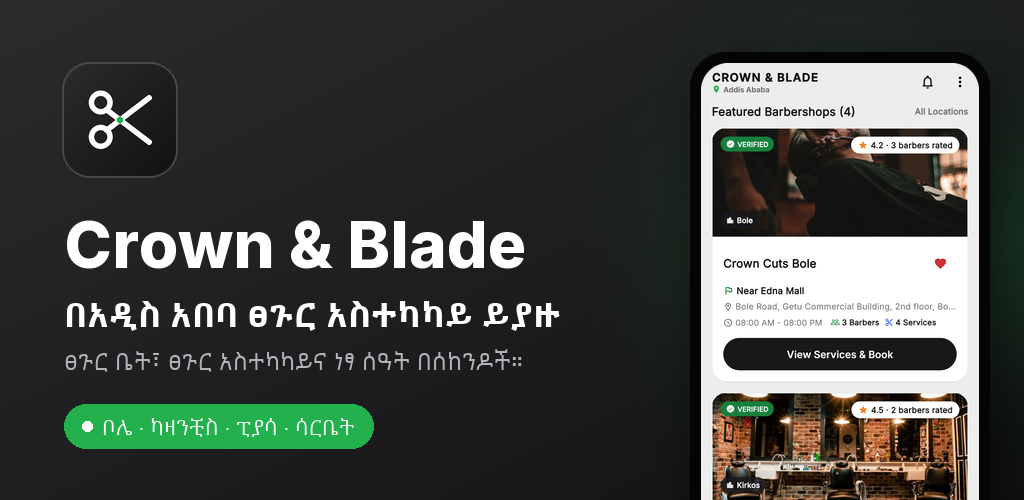 Crown & Blade
በአዲስ አበባ ፀጉር አስተካካይ ይያዙ
ፀጉር ቤት፣ ፀጉር አስተካካይና ነፃ ሰዓት በሰከንዶች።
ቦሌ · ካዛንቺስ · ፒያሳ · ሳርቤት
CROWN & BLADE
Addis Ababa
Featured Barbershops (4)
All Locations
VERIFIED
4.2 · 3 barbers rated
Bole
Crown Cuts Bole
Near Edna Mall
Bole Road, Getu Commercial Building, 2nd floor, Bo...
08:00 AM - 08:00 PM
3 Barbers
4 Services
View Services & Book
VERIFIED
4.5 · 2 barbers rated
Kirkos